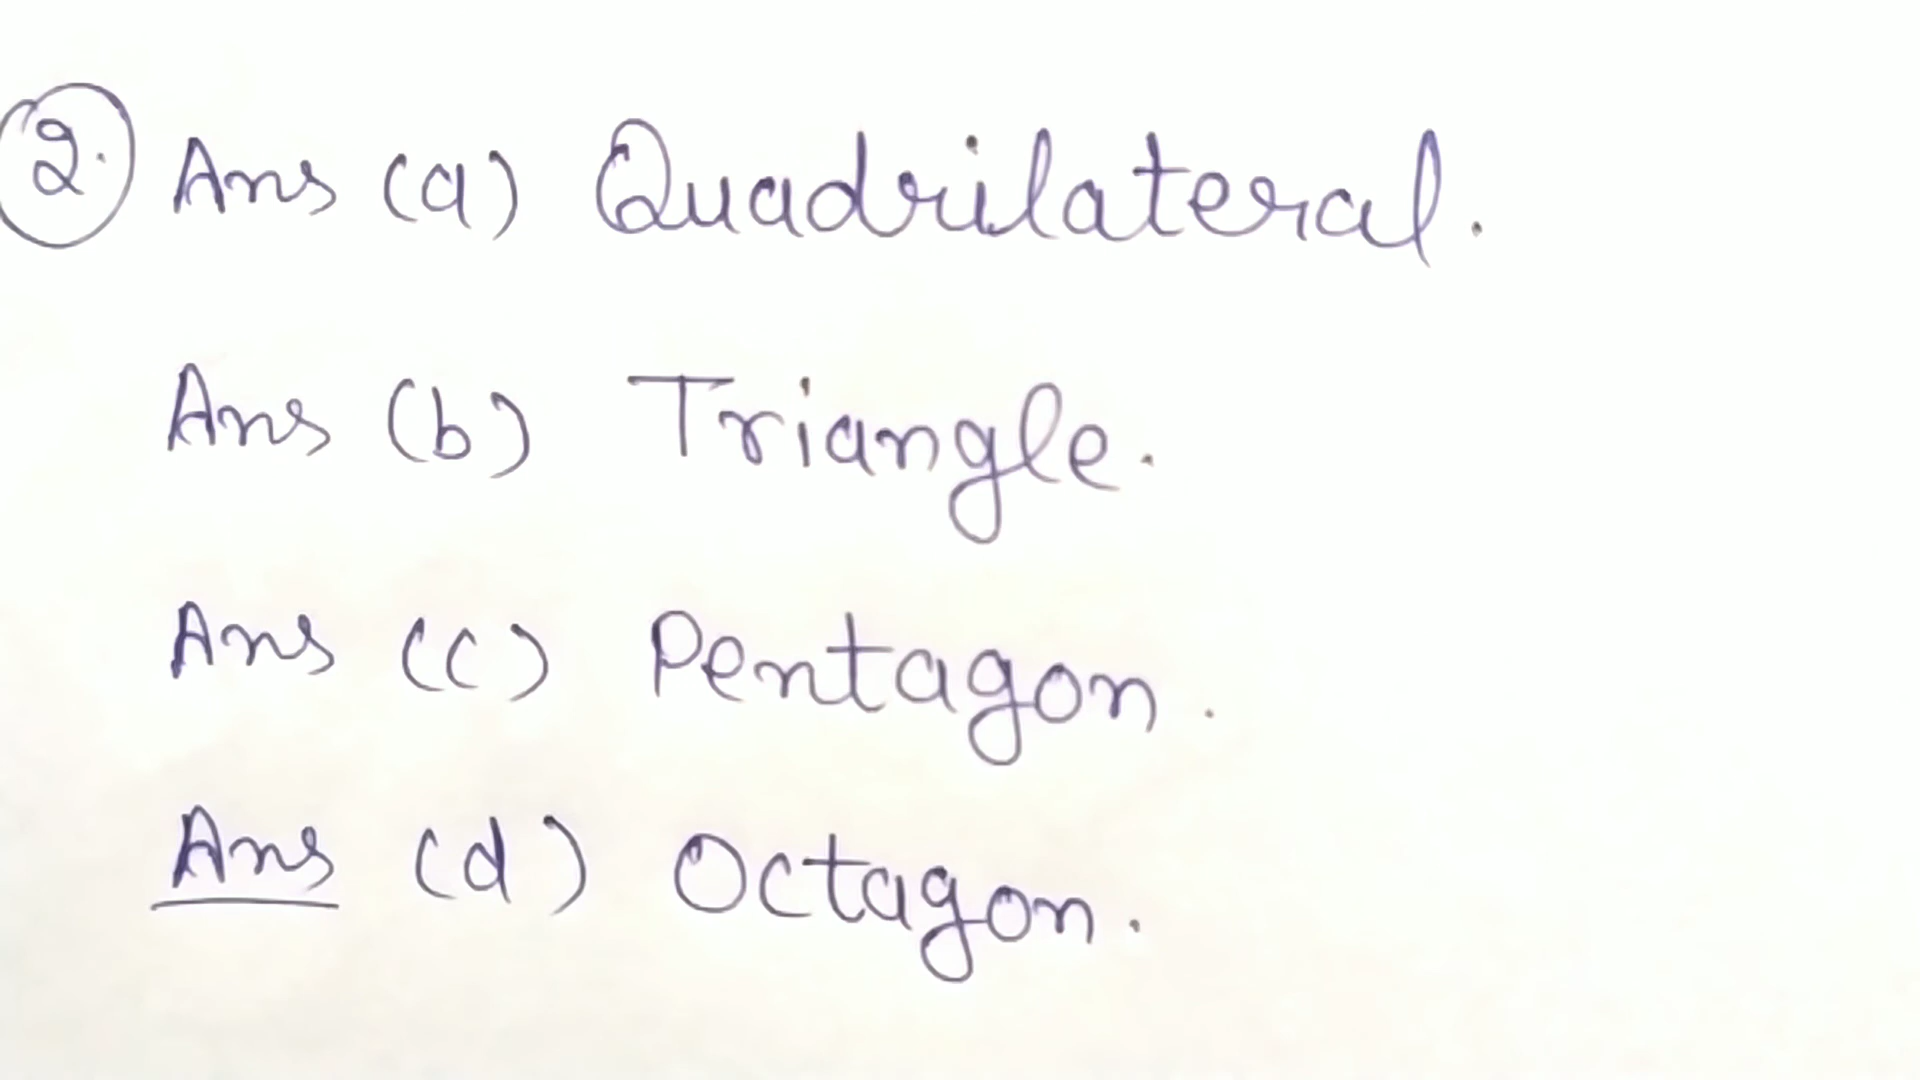 2. Ans (a) Quadrilateral.
Ans (b) Triangle.
Ans (c) Pentagon.
Ans (d) Octagon.